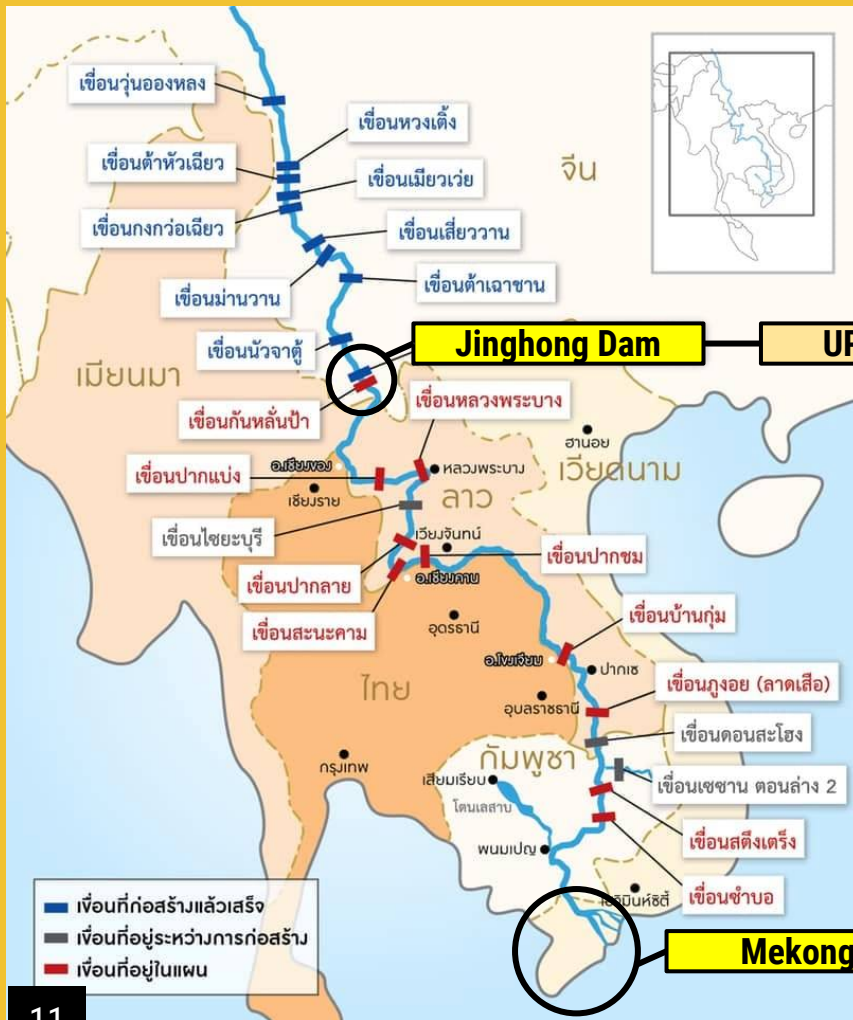 เขื่อนวุ่นอองหลง
เขื่อนหวงเติ้ง
เขื่อนต้าหัวเฉียว
เขื่อนเมียวเว่ย
จีน
เขื่อนกงกว่อเฉียว
เขื่อนเสี่ยววาน
เขื่อนม่านวาน
เขื่อนต้าเฉาซาน
เขื่อนนัวจาตู้
Jinghong Dam
UP
เมียนมา
เขื่อนกันหลั่นป้า
เขื่อนหลวงพระบาง
ฮานอย
เวียดนาม
อ.เชียงของ
หลวงพระบาง
เขื่อนปากแบ่ง
เชียงราย
ลาว
เขื่อนไซยะบุรี
เวียงจันทน์
เขื่อนปากชม
เขื่อนปากลาย
อ.เชียงคาน
เขื่อนสะนะคาม
อุดรธานี
เขื่อนบ้านกุ่ม
อ.โขงเจียม
ปากเซ
ไทย
อุบลราชธานี
เขื่อนภูงอย (ลาดเสือ)
เขื่อนดอนสะโฮง
กรุงเทพ
กัมพูชา
เสียมเรียบ
เขื่อนเซซาน ตอนล่าง 2
โตนเลสาบ
เขื่อนสตึงเตร็ง
พนมเปญ
เขื่อนซำบอ
โฮจิมินห์ซิตี้
เขื่อนที่ก่อสร้างแล้วเสร็จ
เขื่อนที่อยู่ระหว่างการก่อสร้าง
เขื่อนที่อยู่ในแผน
Mekong
11